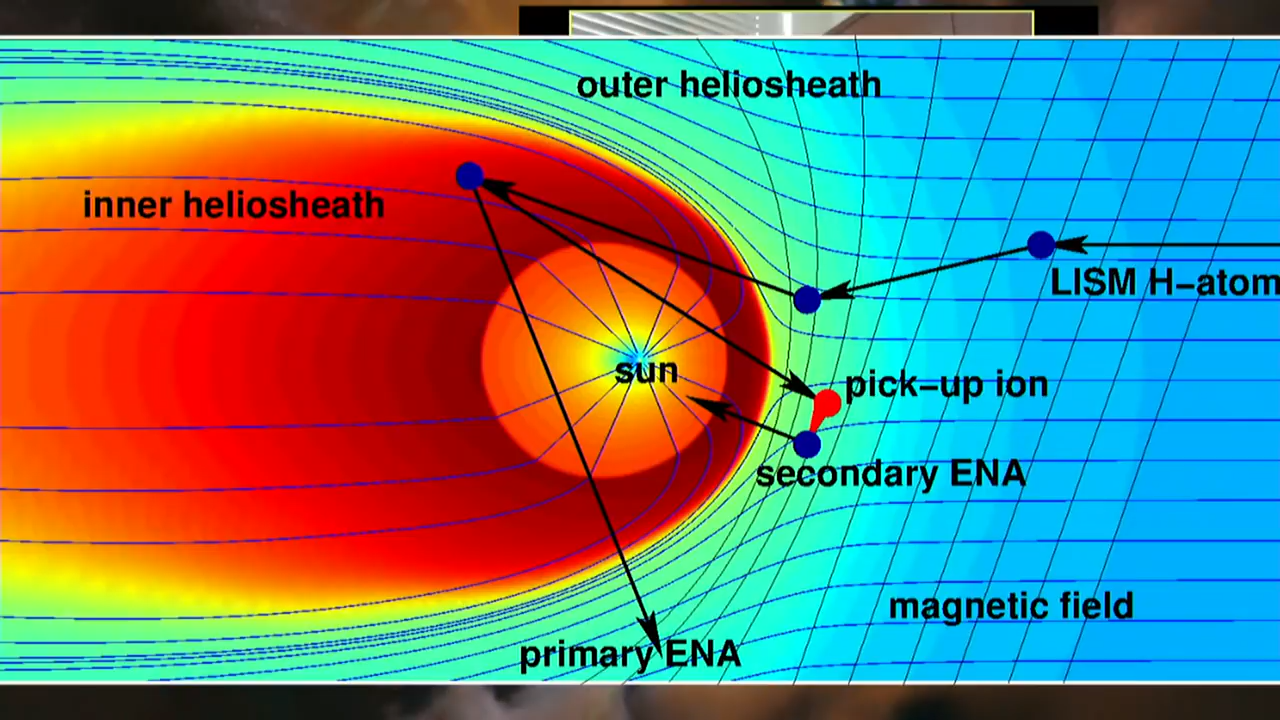 outer heliosheath
inner heliosheath
LISM H–atom
sun
pick–up ion
secondary ENA
magnetic field
primary ENA